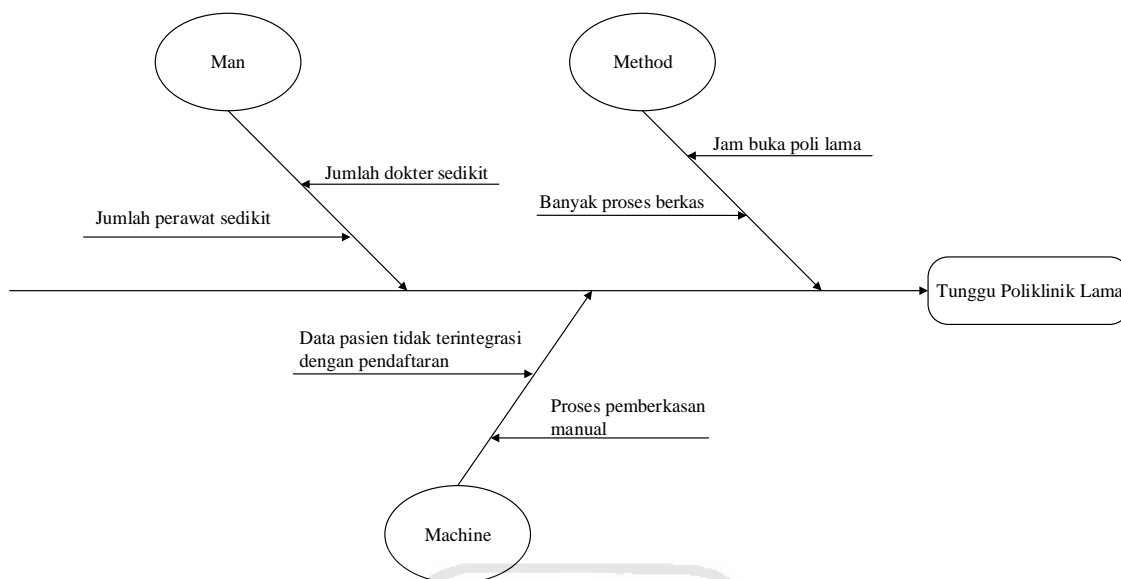 Man
Method
Jam buka poli lama
Jumlah dokter sedikit
Banyak proses berkas
Jumlah perawat sedikit
Tunggu Poliklinik Lama
Data pasien tidak terintegrasi
dengan pendaftaran
Proses pemberkasan
manual
Machine